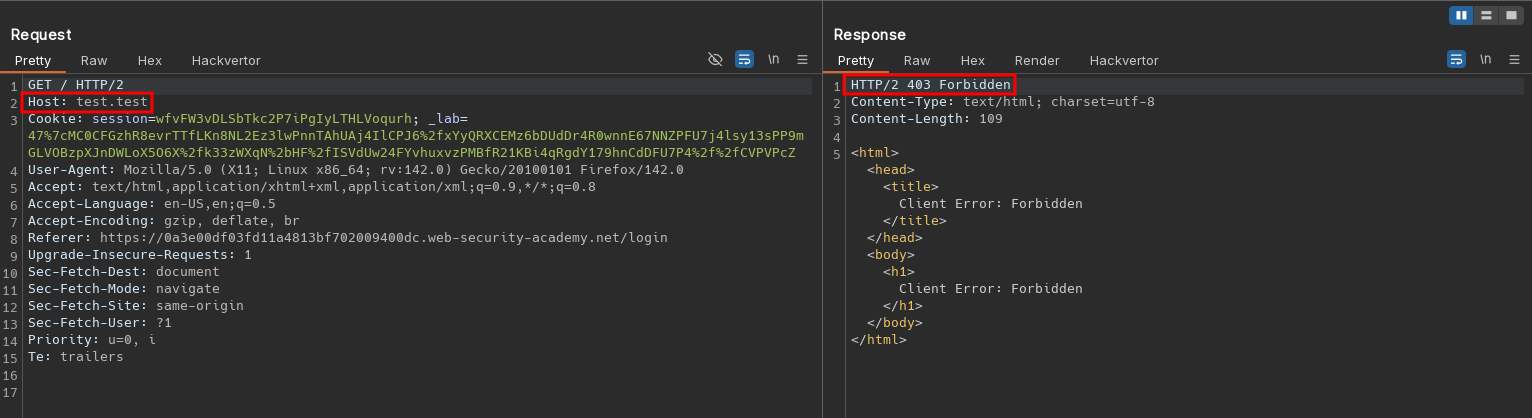 Request
Pretty Raw Hex Hackvertor \n
1 GET / HTTP/2
2 Host: test.test
3 Cookie: session=wfvFW3vDLSbTkc2P7iPgIyLTHLVoqurh; _lab=
47%7cMC0CFGzhR8evrTTfLKn8NL2Ez3lwPnnTAhUAj4IlCPJ6%2fxYyQRXCEMz6bDUdDr4R0wnnE67NNZPFU7j4lsy13sPP9m
GLVOBzpXJnDWLoX5O6X%2fk33zWXqN%2bHF%2fISVdUw24FYvhuxvzPMBfR21KBi4qRgdY179hnCdDFU7P4%2f%2fCVPVPcZ
4 User-Agent: Mozilla/5.0 (X11; Linux x86_64; rv:142.0) Gecko/20100101 Firefox/142.0
5 Accept: text/html,application/xhtml+xml,application/xml;q=0.9,*/*;q=0.8
6 Accept-Language: en-US,en;q=0.5
7 Accept-Encoding: gzip, deflate, br
8 Referer: https://0a3e00df03fd11a4813bf702009400dc.web-security-academy.net/login
9 Upgrade-Insecure-Requests: 1
10 Sec-Fetch-Dest: document
11 Sec-Fetch-Mode: navigate
12 Sec-Fetch-Site: same-origin
13 Sec-Fetch-User: ?1
14 Priority: u=0, i
15 Te: trailers
16
17
Response
Pretty Raw Hex Render Hackvertor \n
1 HTTP/2 403 Forbidden
2 Content-Type: text/html; charset=utf-8
3 Content-Length: 109
4
5 <html>
<head>
<title>
Client Error: Forbidden
</title>
</head>
<body>
<h1>
Client Error: Forbidden
</h1>
</body>
</html>